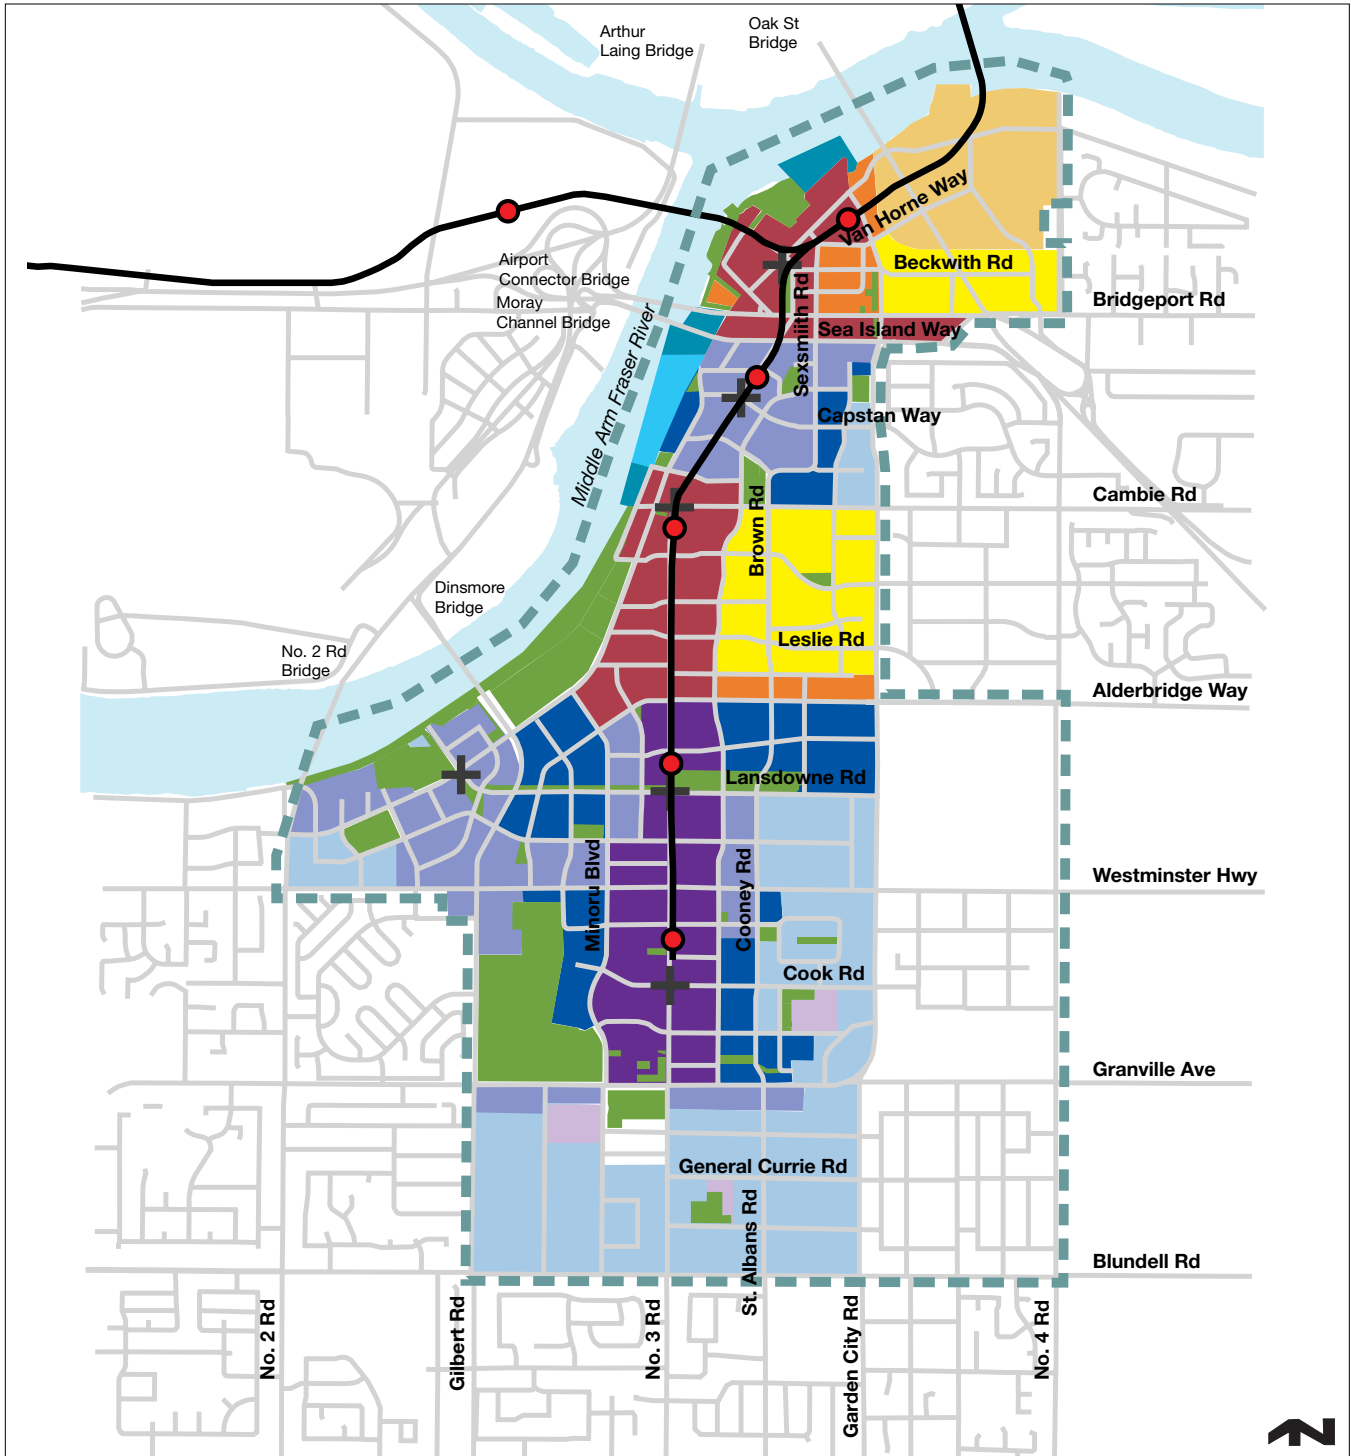 Arthur
Laing Bridge
Oak St
Bridge
Van Horne Way
Airport
Connector Bridge
Beckwith Rd
Moray
Channel Bridge
Bridgeport Rd
Sexsmiith Rd
Sea Island Way
Middle Arm Fraser River
Capstan Way
Cambie Rd
Brown Rd
Dinsmore
Bridge
Leslie Rd
No. 2 Rd
Bridge
Alderbridge Way
Lansdowne Rd
Minoru Blvd
Cooney Rd
Westminster Hwy
Cook Rd
Granville Ave
General Currie Rd
St. Albans Rd
Blundell Rd
No. 2 Rd
Gilbert Rd
No. 3 Rd
Garden City Rd
No. 4 Rd
N